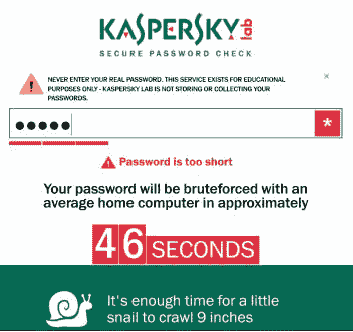 KASPERSKY lab
SECURE PASSWORD CHECK
NEVER ENTER YOUR REAL PASSWORD. THIS SERVICE EXISTS FOR EDUCATIONAL
PURPOSES ONLY - KASPERSKY LAB IS NOT STORING OR COLLECTING YOUR
PASSWORDS.
Password is too short
Your password will be bruteforced with an
average home computer in approximately
46 SECONDS
It's enough time for a little
snail to crawl 9 inches